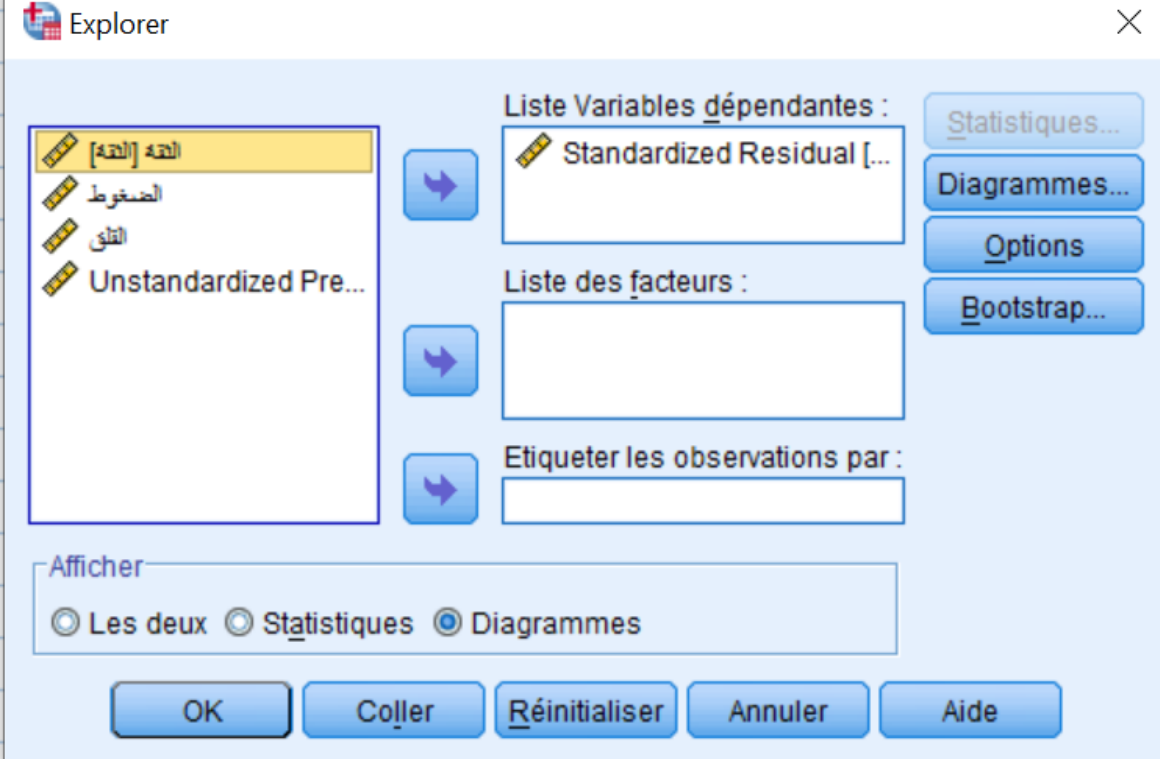 Explorer
الثقة [الثقة]
الضغوط
القلق
Unstandardized Pre...
Liste Variables dépendantes :
Standardized Residual [...
Liste des facteurs :
Etiqueter les observations par :
Statistiques...
Diagrammes...
Options
Bootstrap...
Afficher
Les deux Statistiques Diagrammes
OK Coller Réinitialiser Annuler Aide